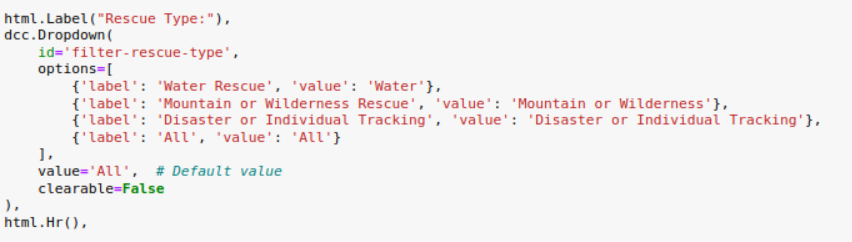 html.Label("Rescue Type:"),
dcc.Dropdown(
    id='filter-rescue-type',
    options=[
        {'label': 'Water Rescue', 'value': 'Water'},
        {'label': 'Mountain or Wilderness Rescue', 'value': 'Mountain or Wilderness'},
        {'label': 'Disaster or Individual Tracking', 'value': 'Disaster or Individual Tracking'},
        {'label': 'All', 'value': 'All'}
    ],
    value='All',  # Default value
    clearable=False
),
html.Hr(),